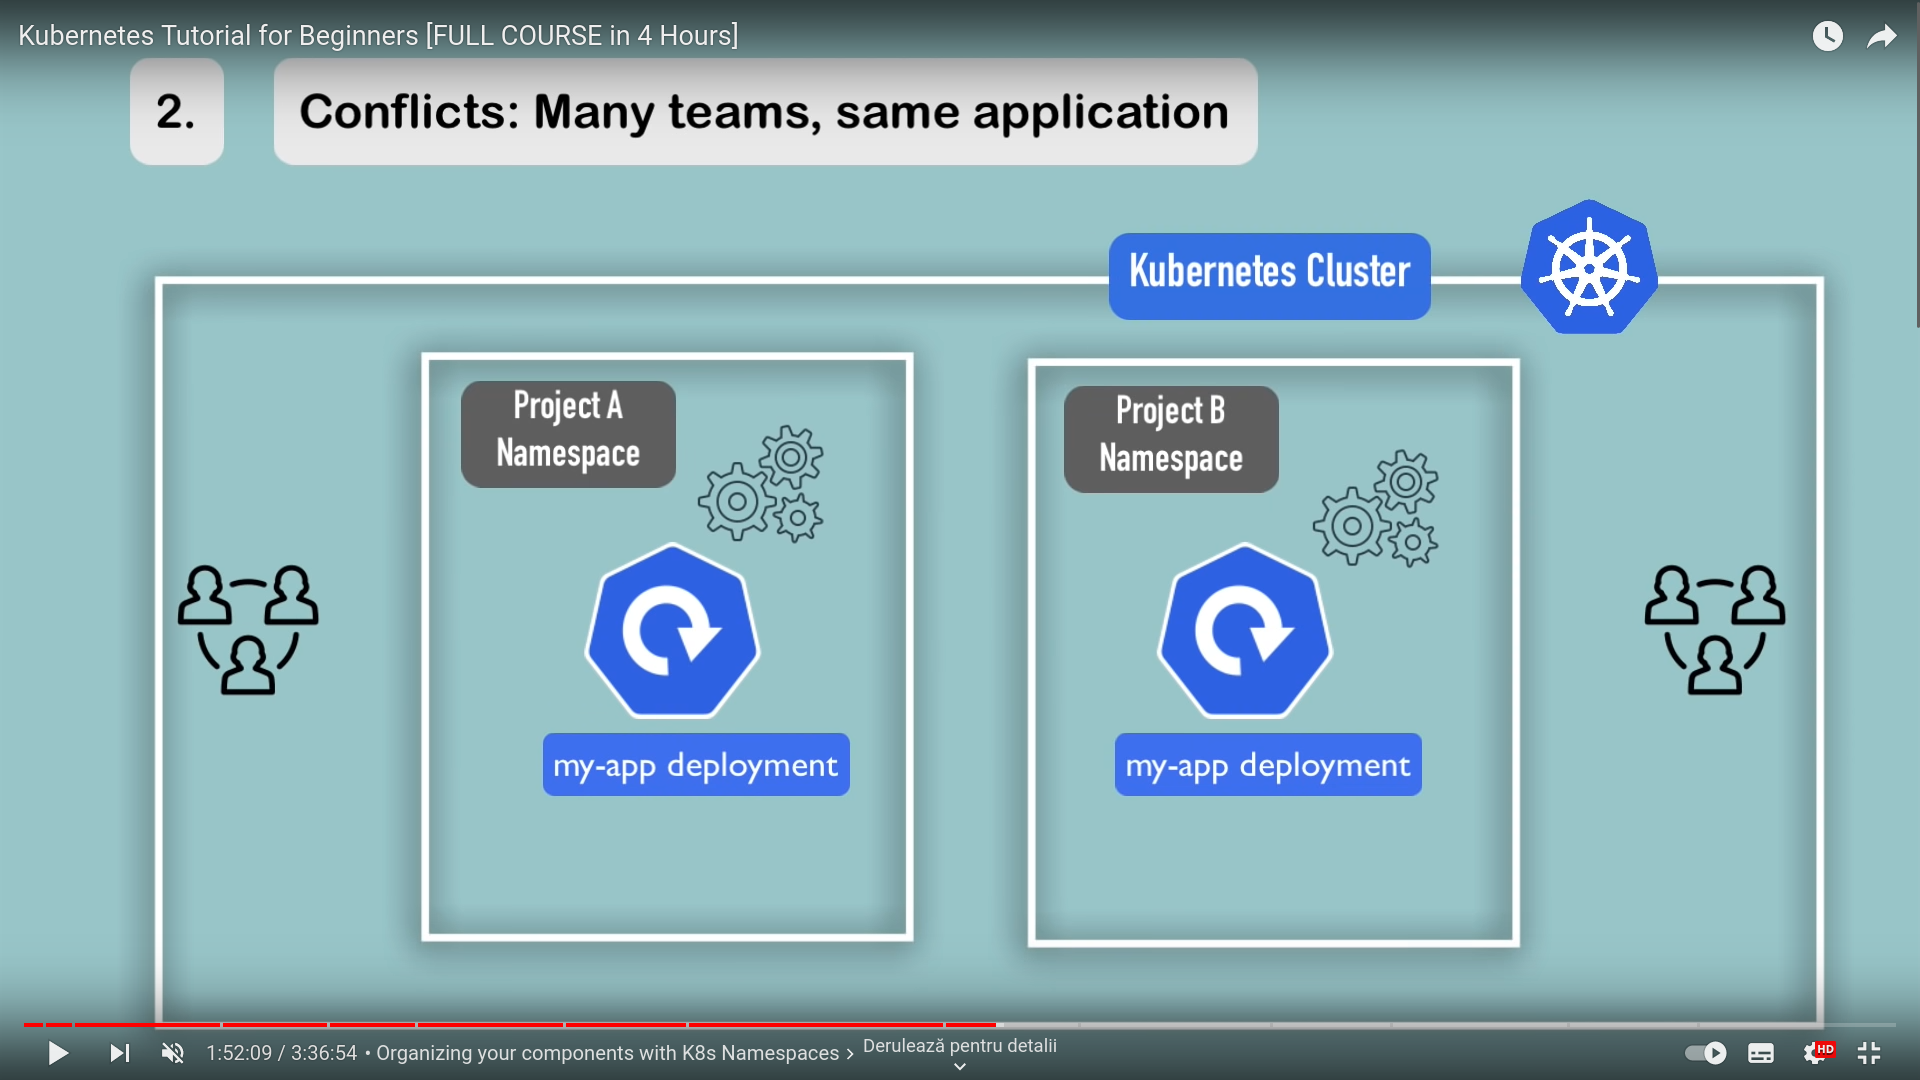 Kubernetes Tutorial for Beginners [FULL COURSE in 4 Hours]
2.
Conflicts: Many teams, same application
Kubernetes Cluster
Project A
Namespace
Project B
Namespace
my-app deployment
my-app deployment
1:52:09 / 3:36:54 • Organizing your components with K8s Namespaces
Derulează pentru detalii
HD